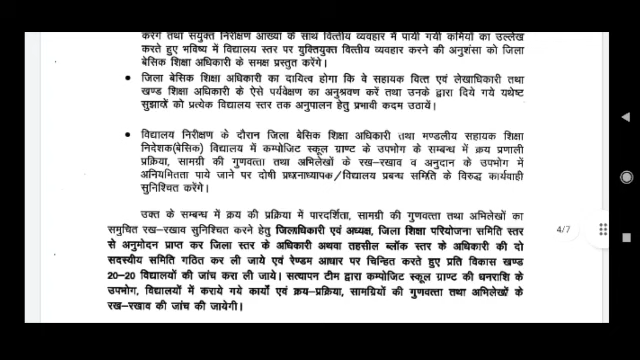 करेंगे तथा संयुक्त निरीक्षण आख्या के साथ वित्तीय व्यवहार में पायी गयी कमियों का उल्लेख
करते हुए भविष्य में विद्यालय स्तर पर युक्तियुक्त वित्तीय व्यवहार करने की अनुशंसा को जिला
बेसिक शिक्षा अधिकारी के समक्ष प्रस्तुत करेंगे।
• जिला बेसिक शिक्षा अधिकारी का दायित्व होगा कि वे सहायक वित्त एवं लेखाधिकारी तथा
खण्ड शिक्षा अधिकारी के ऐसे पर्यवेक्षण का अनुश्रवण करें तथा उनके द्वारा दिये गये यथेष्ट
सुझावों को प्रत्येक विद्यालय स्तर तक अनुपालन हेतु प्रभावी कदम उठायें।
• विद्यालय निरीक्षण के दौरान जिला बेसिक शिक्षा अधिकारी तथा मण्डलीय सहायक शिक्षा
निदेशक(बेसिक) विद्यालय में कम्पोजिट स्कूल ग्राण्ट के उपभोग के सम्बन्ध में क्रय प्रणाली
प्रक्रिया, सामग्री की गुणवत्ता तथा अभिलेखों के रख-रखाव व अनुदान के उपभोग में
अनियमितता पाये जाने पर दोषी प्रधानाध्यापक/विद्यालय प्रबन्ध समिति के विरुद्ध कार्यवाही
सुनिश्चित करेंगे।
उक्त के सम्बन्ध में क्रय की प्रक्रिया में पारदर्शिता, सामग्री की गुणवत्ता तथा अभिलेखों का
समुचित रख-रखाव सुनिश्चित करने हेतु जिलाधिकारी एवं अध्यक्ष, जिला शिक्षा परियोजना समिति स्तर
से अनुमोदन प्राप्त कर जिला स्तर के अधिकारी अथवा तहसील ब्लॉक स्तर के अधिकारी की दो
सदस्यीय समिति गठित कर ली जाये एवं रेण्डम आधार पर चिन्हित करते हुए प्रति विकास खण्ड
20-20 विद्यालयों की जांच करा ली जाये। सत्यापन टीम द्वारा कम्पोजिट स्कूल ग्राण्ट की धनराशि के
उपभोग, विद्यालयों में कराये गये कार्यों एवं क्रय-प्रक्रिया, सामग्रियों की गुणवत्ता तथा अभिलेखों के
रख-रखाव की जांच की जायेगी।
4/7